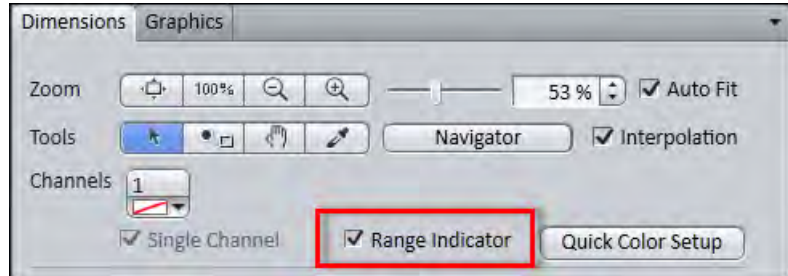 Dimensions Graphics
Zoom 100% 53 % Auto Fit
Tools Navigator Interpolation
Channels 1
Single Channel Range Indicator Quick Color Setup